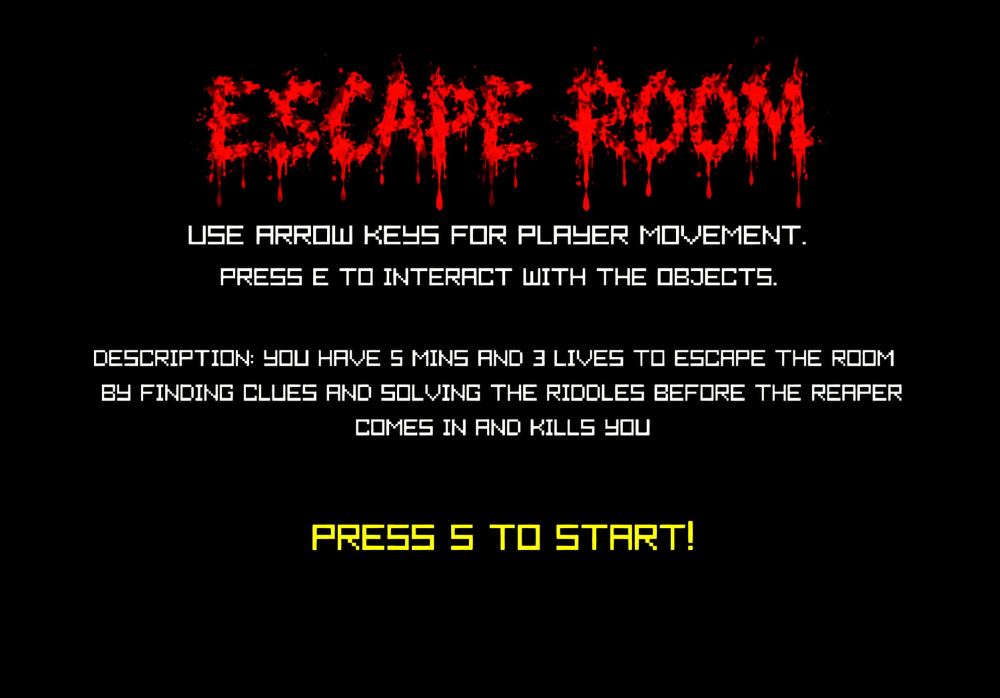 ESCAPE ROOM
USE ARROW KEYS FOR PLAYER MOVEMENT.
PRESS E TO INTERACT WITH THE OBJECTS.
DESCRIPTION: YOU HAVE 5 MINS AND 3 LIVES TO ESCAPE THE ROOM
BY FINDING CLUES AND SOLVING THE RIDDLES BEFORE THE REAPER
COMES IN AND KILLS YOU
PRESS S TO START!